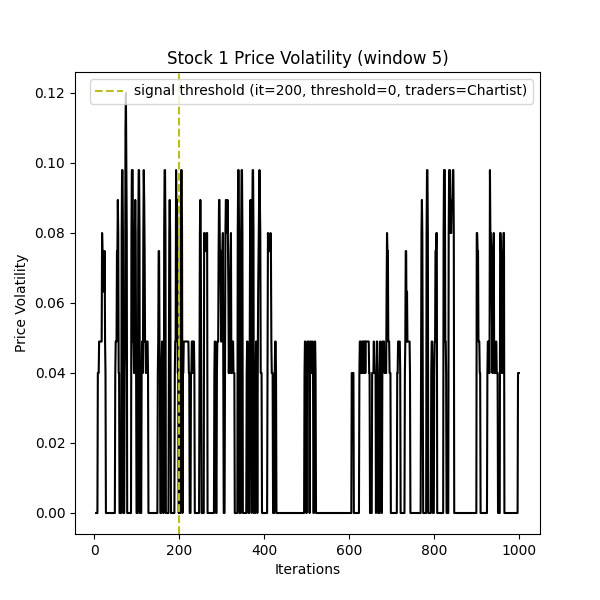 Stock 1 Price Volatility (window 5)
signal threshold (it=200, threshold=0, traders=Chartist)
Price Volatility
0.12
0.10
0.08
0.06
0.04
0.02
0.00
0 200 400 600 800 1000
Iterations